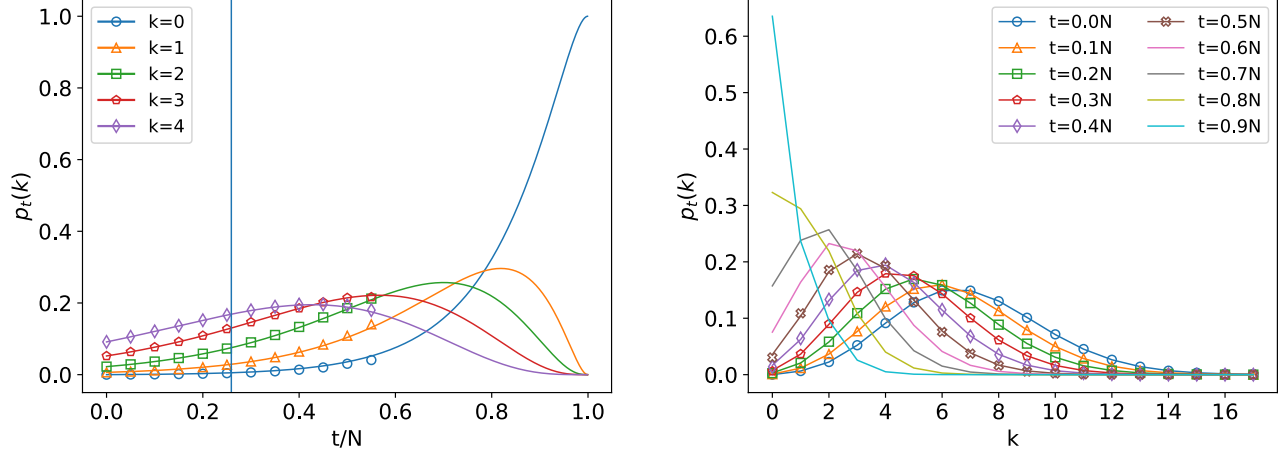 1.0
0.8
0.6
0.4
0.2
0.0
p_t(k)
k=0
k=1
k=2
k=3
k=4
0.0 0.2 0.4 0.6 0.8 1.0
t/N
0.6
0.5
0.4
0.3
0.2
0.1
0.0
p_t(k)
t=0.0N
t=0.1N
t=0.2N
t=0.3N
t=0.4N
t=0.5N
t=0.6N
t=0.7N
t=0.8N
t=0.9N
0 2 4 6 8 10 12 14 16
k